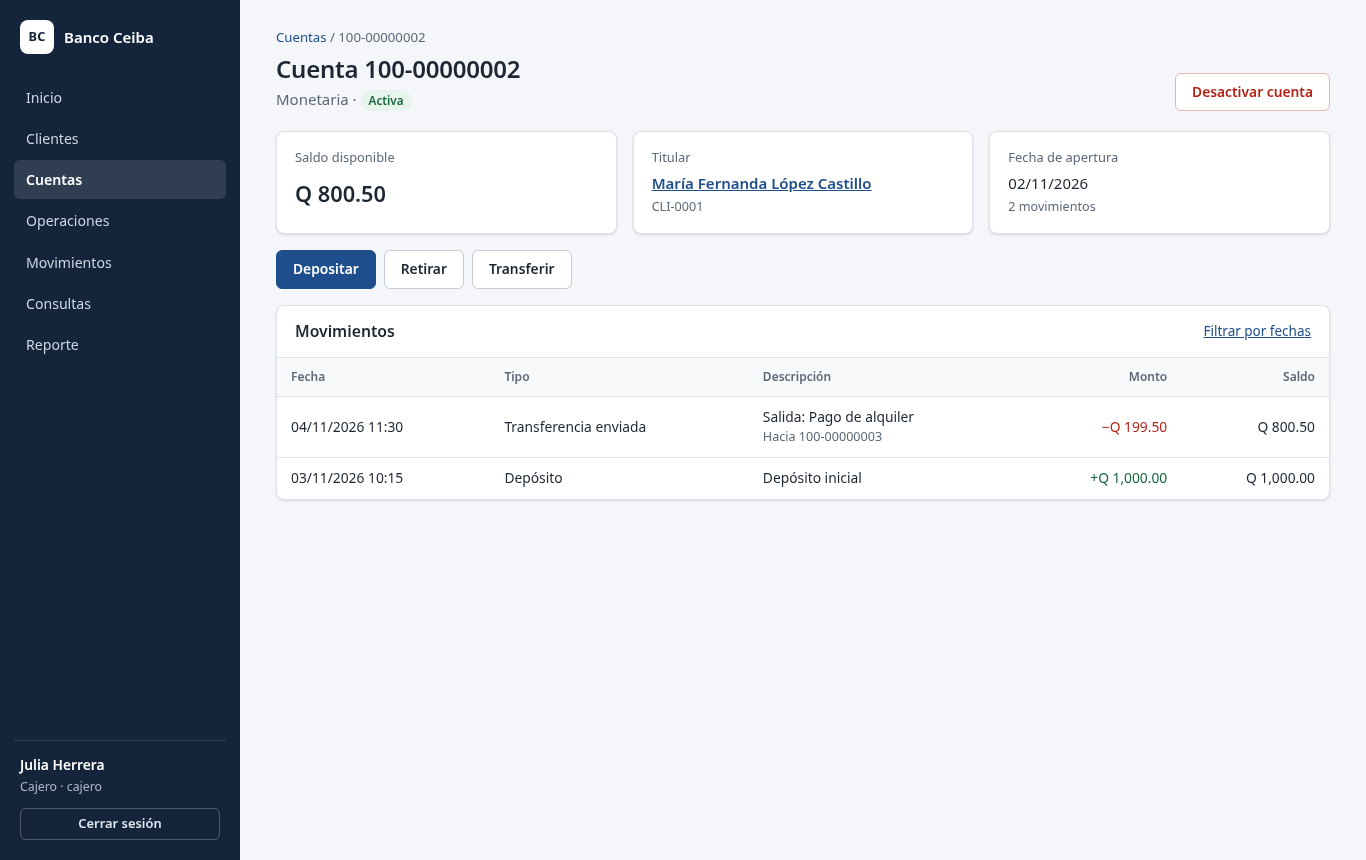 BC
Banco Ceiba
Inicio
Clientes
Cuentas
Operaciones
Movimientos
Consultas
Reporte
Julia Herrera
Cajero · cajero
Cerrar sesión
Cuentas / 100-00000002
Cuenta 100-00000002
Monetaria · Activa
Desactivar cuenta
Saldo disponible
Q 800.50
Titular
María Fernanda López Castillo
CLI-0001
Fecha de apertura
02/11/2026
2 movimientos
Depositar
Retirar
Transferir
Movimientos
Filtrar por fechas
Fecha Tipo Descripción Monto Saldo
04/11/2026 11:30 Transferencia enviada Salida: Pago de alquiler −Q 199.50 Q 800.50
Hacia 100-00000003
03/11/2026 10:15 Depósito Depósito inicial +Q 1,000.00 Q 1,000.00